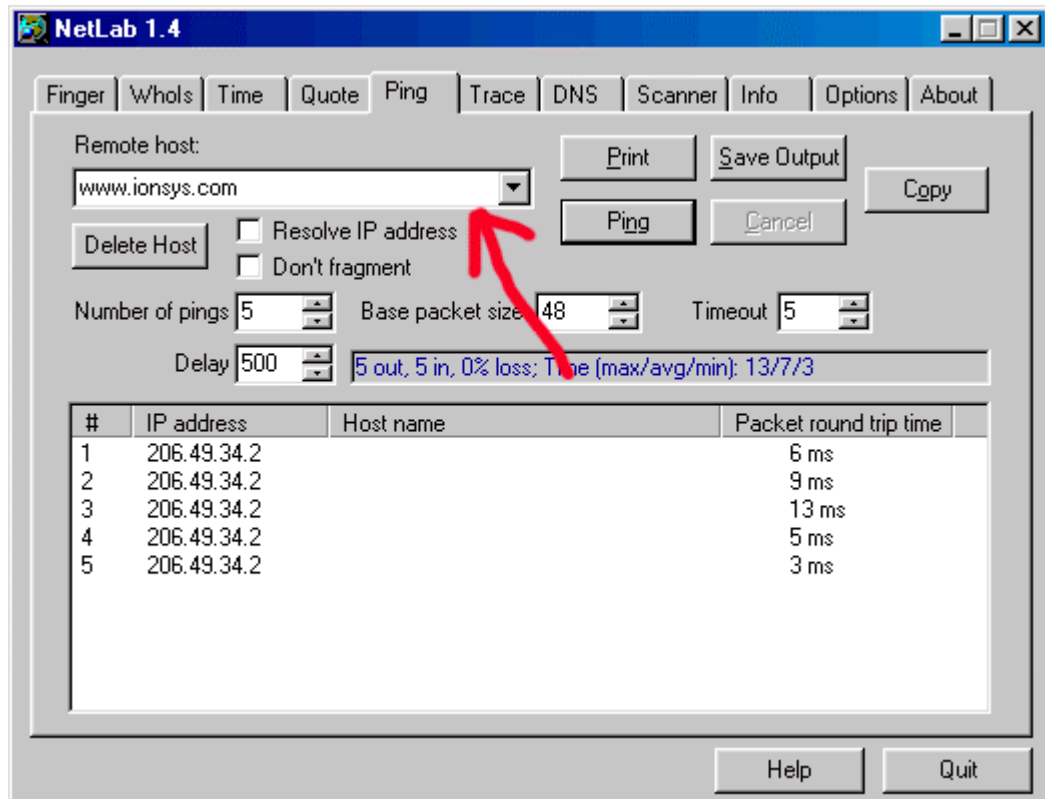 NetLab 1.4
Finger WhoIs Time Quote Ping Trace DNS Scanner Info Options About
Remote host:
www.ionsys.com
Print Save Output
Copy
Ping Cancel
Delete Host
Resolve IP address
Don't fragment
Number of pings 5 Base packet size 48 Timeout 5
Delay 500 5 out, 5 in, 0% loss; Time (max/avg/min): 13/7/3
# IP address Host name Packet round trip time
1 206.49.34.2 6 ms
2 206.49.34.2 9 ms
3 206.49.34.2 13 ms
4 206.49.34.2 5 ms
5 206.49.34.2 3 ms
Help Quit